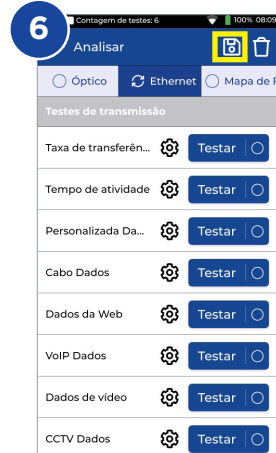 6
Contagem de testes: 6 100% 08:09
Analisar
Óptico Ethernet Mapa de F
Testes de transmissão
Taxa de transferên... Testar
Tempo de atividade Testar
Personalizada Da... Testar
Cabo Dados Testar
Dados da Web Testar
VoIP Dados Testar
Dados de vídeo Testar
CCTV Dados Testar